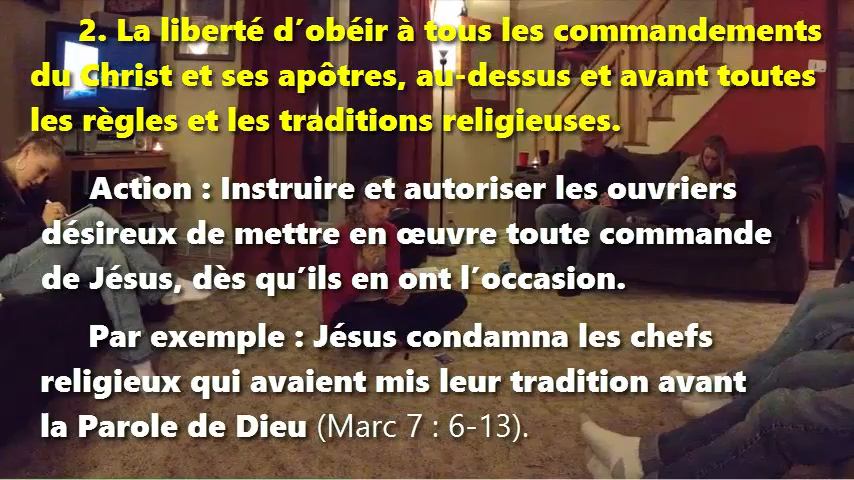 2. La liberté d’obéir à tous les commandements
du Christ et ses apôtres, au-dessus et avant toutes
les règles et les traditions religieuses.
Action : Instruire et autoriser les ouvriers
désireux de mettre en œuvre toute commande
de Jésus, dès qu’ils en ont l’occasion.
Par exemple : Jésus condamna les chefs
religieux qui avaient mis leur tradition avant
la Parole de Dieu (Marc 7 : 6-13).